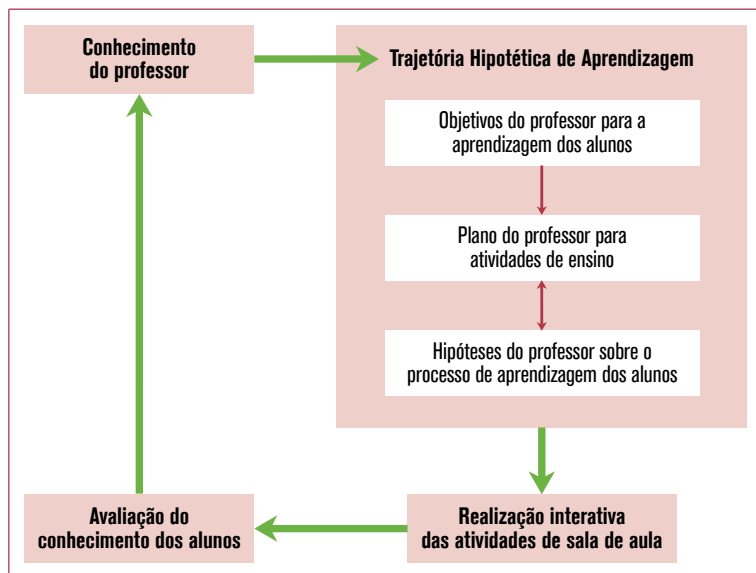 Conhecimento
do professor
Trajetória Hipotética de Aprendizagem
Objetivos do professor para a
aprendizagem dos alunos
Plano do professor para
atividades de ensino
Hipóteses do professor sobre o
processo de aprendizagem dos alunos
Realização interativa
das atividades de sala de aula
Avaliação do
conhecimento dos alunos